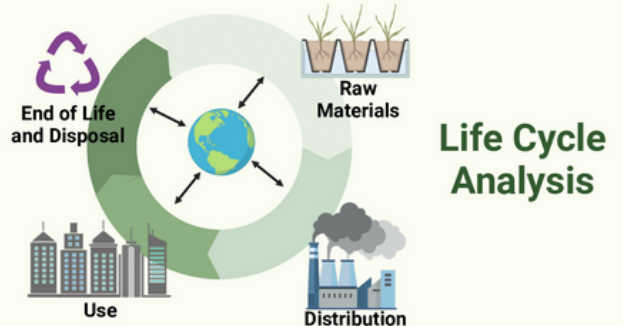 End of Life
and Disposal
Raw
Materials
Life Cycle
Analysis
Use
Distribution